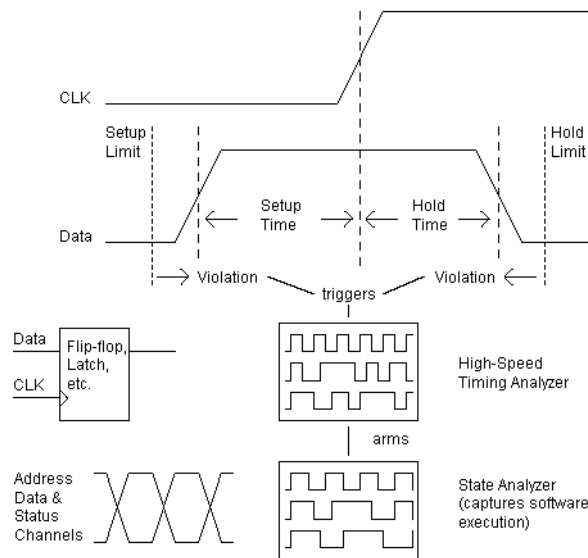 CLK
Setup
Limit
Hold
Limit
Setup
Time
Hold
Time
Data
Violation
Violation
triggers
Data
CLK
Flip-flop,
Latch,
etc.
High-Speed
Timing Analyzer
arms
Address
Data &
Status
Channels
State Analyzer
(captures software
execution)